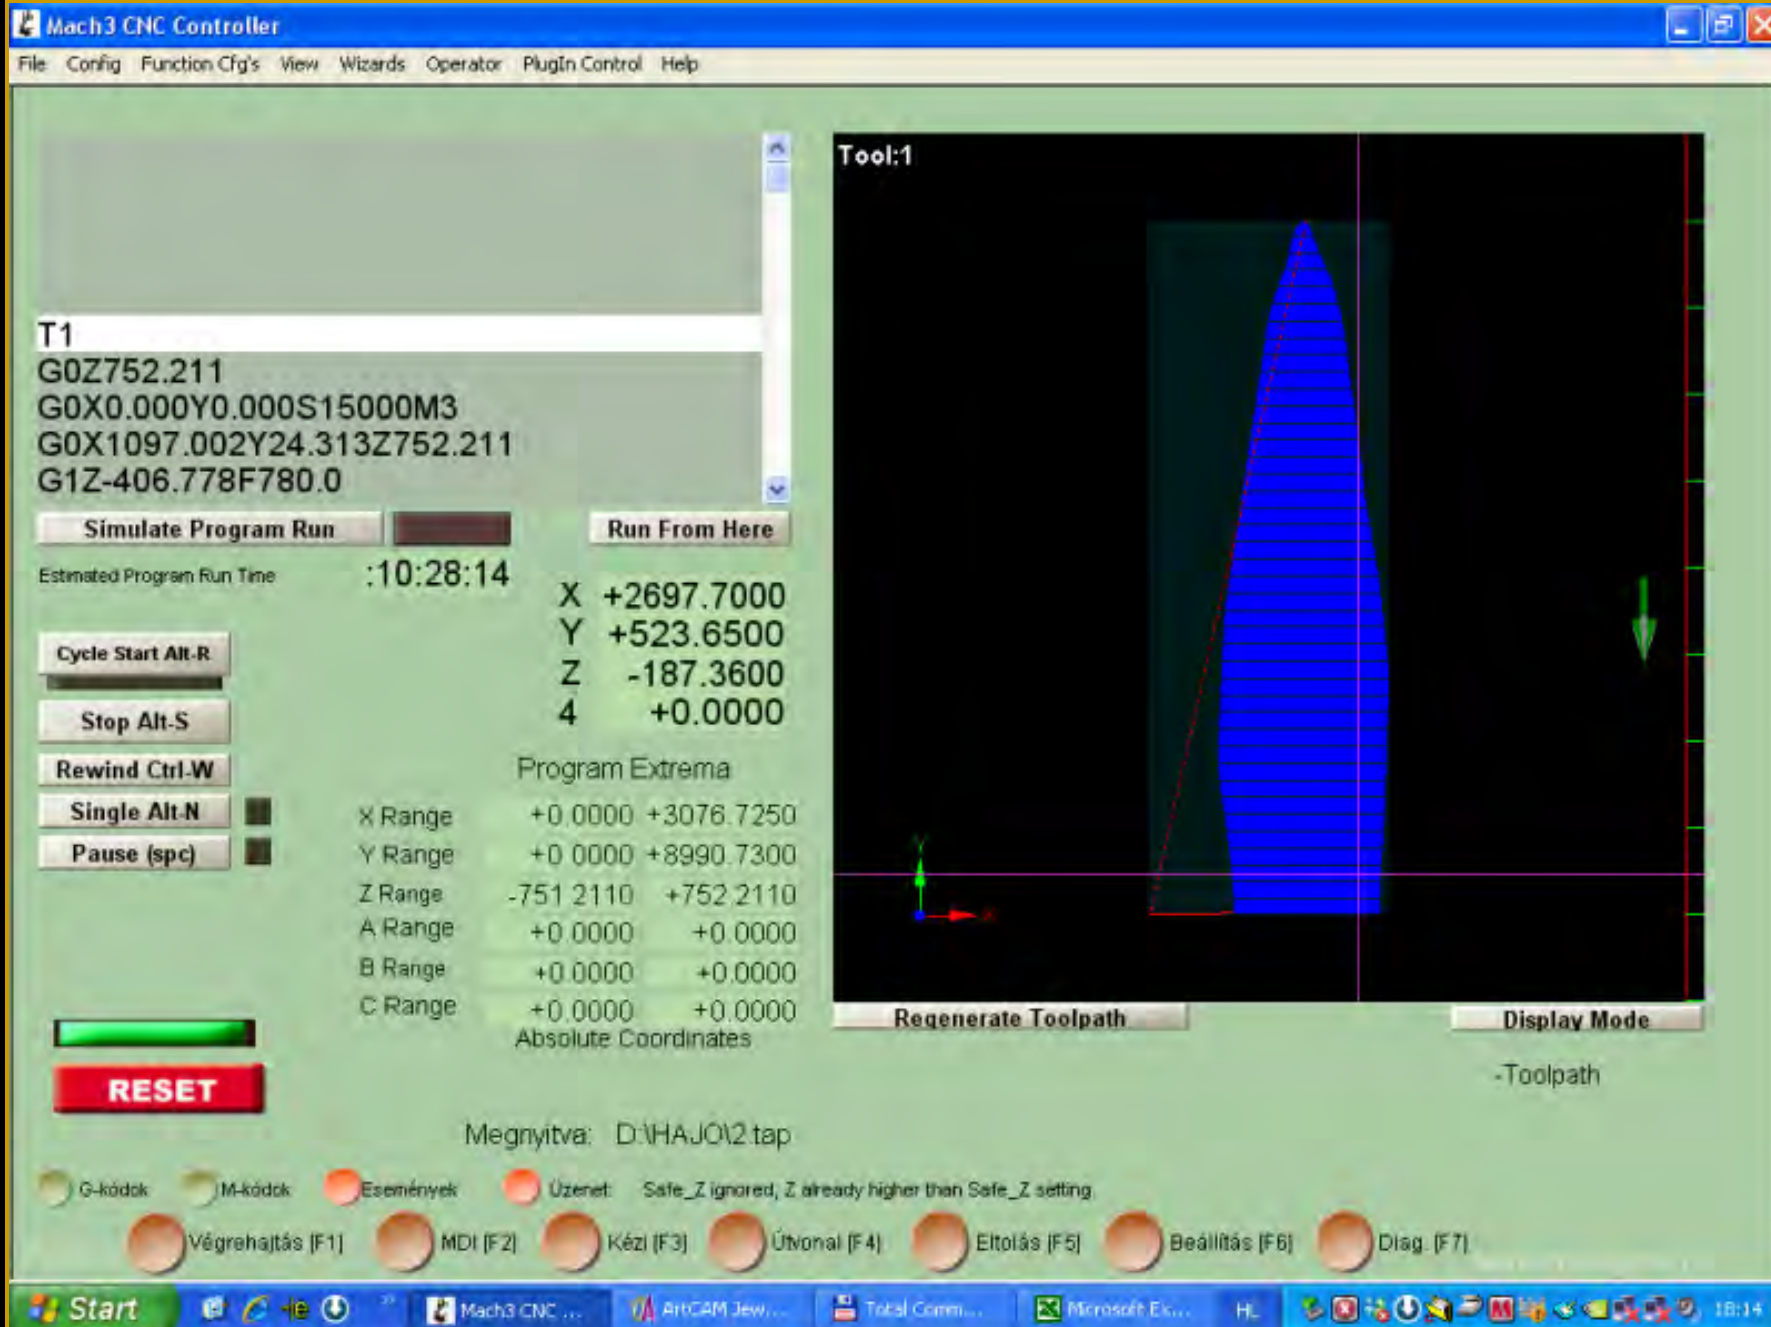 Mach3 CNC Controller
File Config Function Cfg's View Wizards Operator PlugIn Control Help
Tool:1
T1
G0Z752.211
G0X0.000Y0.000S15000M3
G0X1097.002Y24.313Z752.211
G1Z-406.778F780.0
Simulate Program Run
Run From Here
Estimated Program Run Time :10:28:14
X +2697.7000
Y +523.6500
Z -187.3600
4 +0.0000
Cycle Start Alt-R
Stop Alt-S
Rewind Ctrl-W
Single Alt-N
Pause (spc)
Program Extrema
X Range +0.0000 +3076.7250
Y Range +0.0000 +8990.7300
Z Range -751.2110 +752.2110
A Range +0.0000 +0.0000
B Range +0.0000 +0.0000
C Range +0.0000 +0.0000
Absolute Coordinates
Y
X
Regenerate Toolpath
Display Mode
-Toolpath
RESET
Megnyitva: D:\HAJO\2.tap
G-kódok M-kódok Események Üzenet: Safe_Z ignored, Z already higher than Safe_Z setting
Végrehajtás [F1] MDI [F2] Kézi [F3] Útvonal [F4] Eltolás [F5] Beállítás [F6] Diag. [F7]
Start
Mach3 CNC ...
ArtCAM Jew...
Total Comm...
Microsoft Ex...
HL
18:14